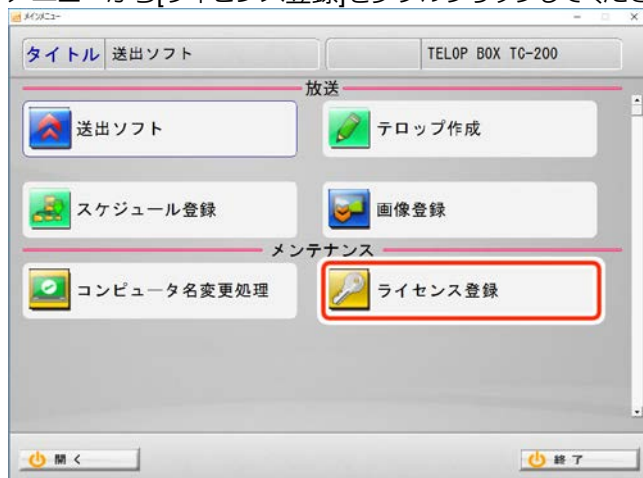 メニューから[ライセンス登録]をダブルクリックしてくださ
メインメニュー
タイトル 送出ソフト TELOP BOX TC-200
放送
送出ソフト テロップ作成
スケジュール登録 画像登録
メンテナンス
コンピュータ名変更処理 ライセンス登録
開く 終了